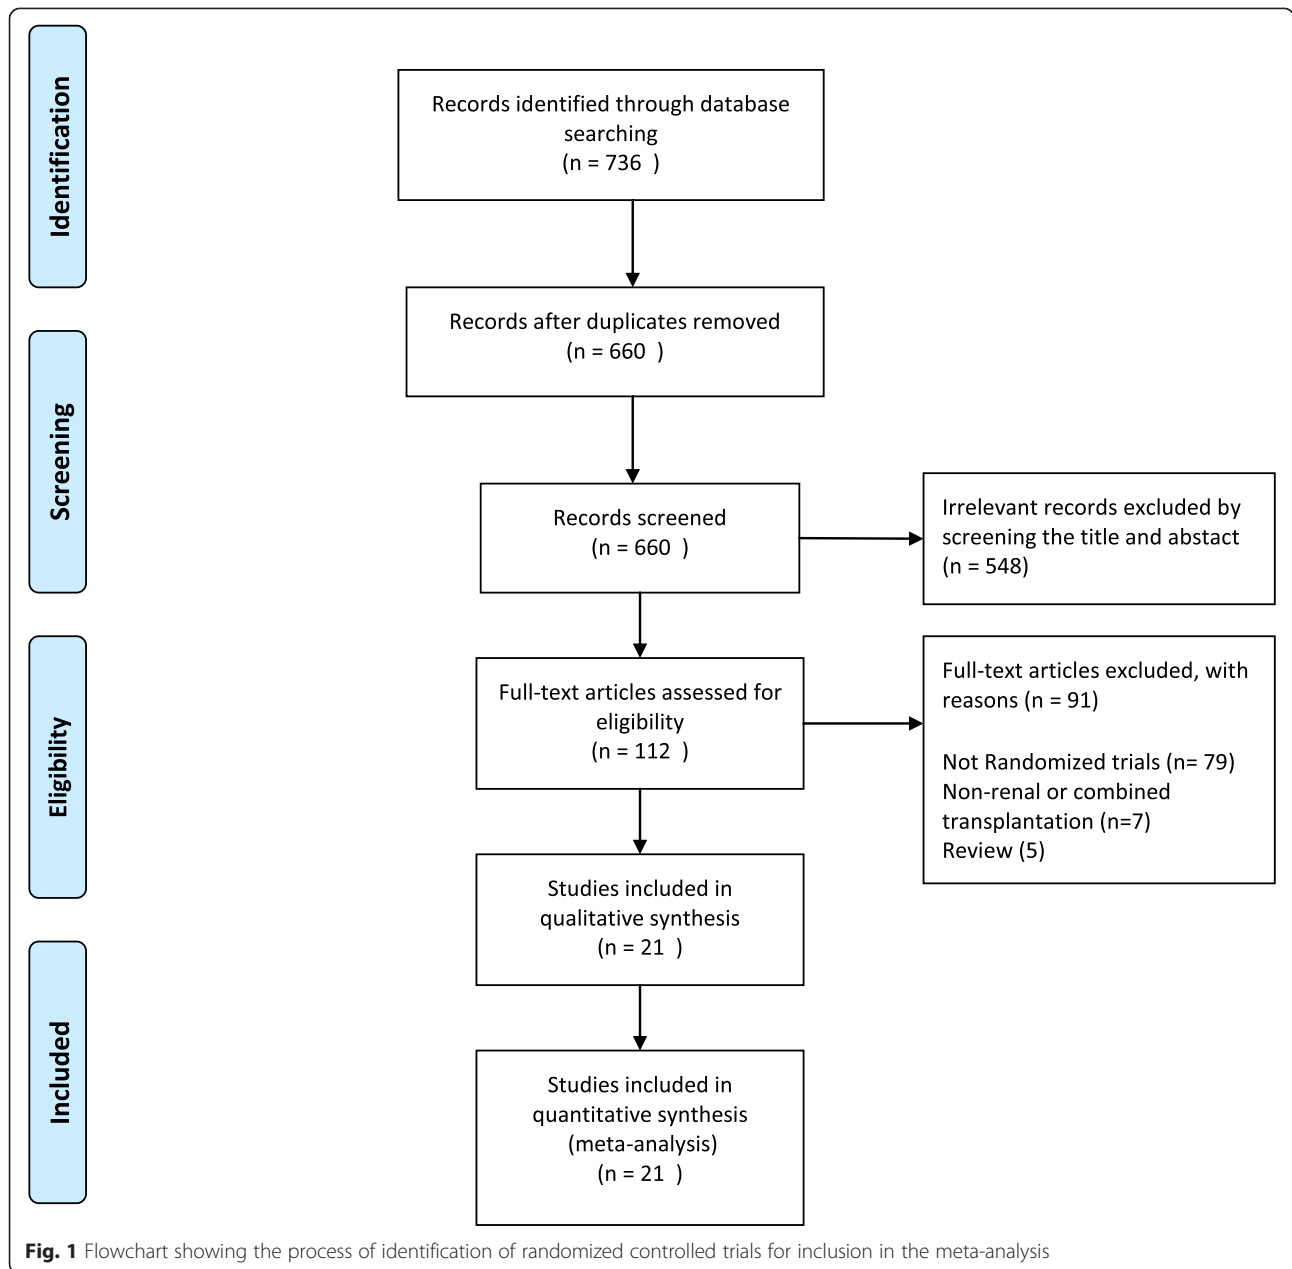 Identification
Records identified through database
searching
(n = 736  )
Records after duplicates removed
(n = 660  )
Screening
Records screened
(n = 660  )
Irrelevant records excluded by
screening the title and abstact
(n = 548)
Eligibility
Full-text articles assessed for
eligibility
(n = 112  )
Full-text articles excluded, with
reasons (n = 91)
Not Randomized trials (n= 79)
Non-renal or combined
transplantation (n=7)
Review (5)
Studies included in
qualitative synthesis
(n = 21  )
Included
Studies included in
quantitative synthesis
(meta-analysis)
(n = 21  )
Fig. 1 Flowchart showing the process of identification of randomized controlled trials for inclusion in the meta-analysis